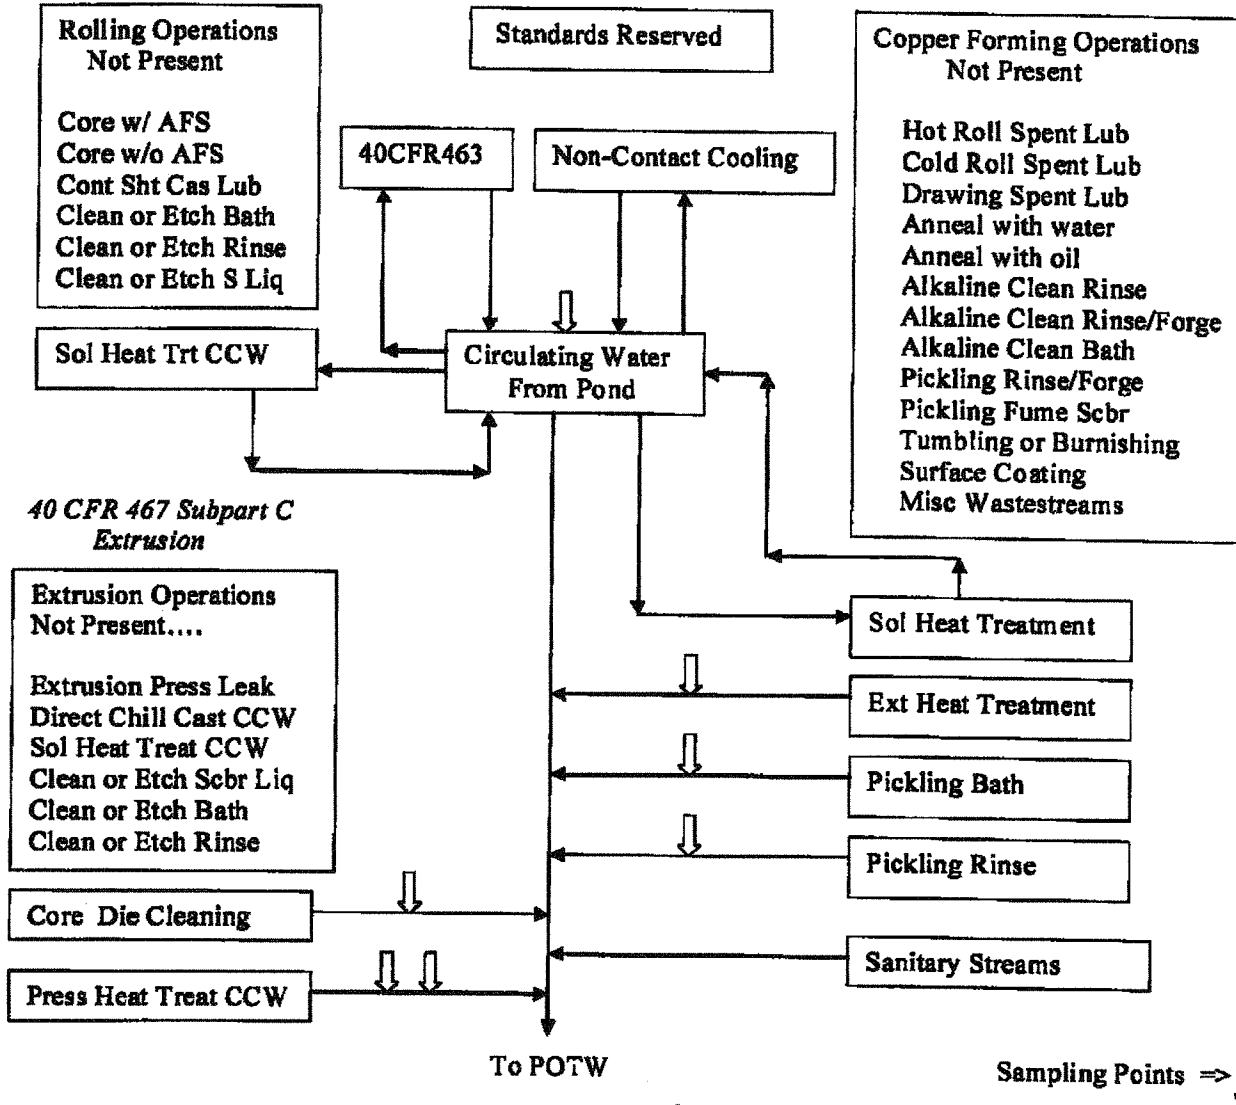 Rolling Operations
Not Present
Core w/ AFS
Core w/o AFS
Cont Sht Cas Lub
Clean or Etch Bath
Clean or Etch Rinse
Clean or Etch S Liq
Standards Reserved
40CFR463
Non-Contact Cooling
Copper Forming Operations
Not Present
Hot Roll Spent Lub
Cold Roll Spent Lub
Drawing Spent Lub
Anneal with water
Anneal with oil
Alkaline Clean Rinse
Alkaline Clean Rinse/Forge
Alkaline Clean Bath
Pickling Rinse/Forge
Pickling Fume Scbr
Tumbling or Burnishing
Surface Coating
Misc Wastestreams
Sol Heat Trt CCW
Circulating Water
From Pond
40 CFR 467 Subpart C
Extrusion
Extrusion Operations
Not Present....
Extrusion Press Leak
Direct Chill Cast CCW
Sol Heat Treat CCW
Clean or Etch Scbr Liq
Clean or Etch Bath
Clean or Etch Rinse
Sol Heat Treatment
Ext Heat Treatment
Pickling Bath
Pickling Rinse
Core Die Cleaning
Sanitary Streams
Press Heat Treat CCW
To POTW
Sampling Points =>